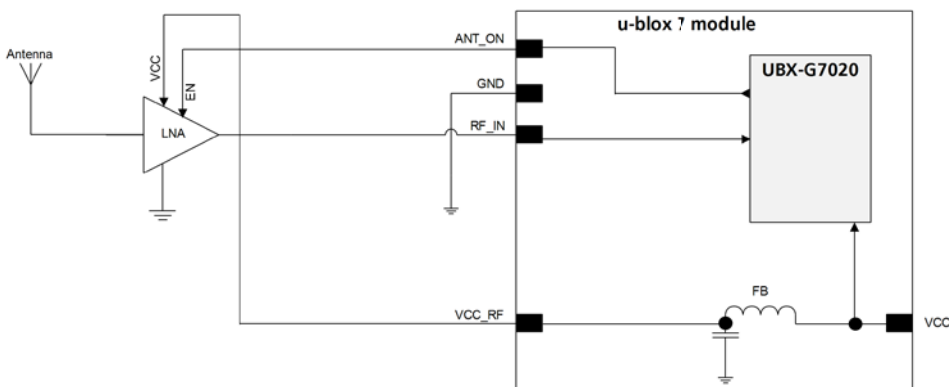 u-blox 7 module
ANT_ON
Antenna
VCC
EN
UBX-G7020
GND
LNA
RF_IN
FB
VCC_RF
VCC